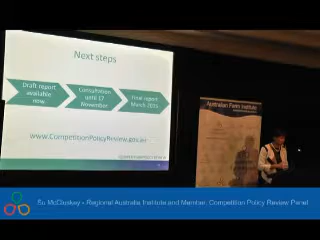 Next steps
Draft report
available
now
Consultation
until 17
November
Final report
March 2015
www.CompetitionPolicyReview.gov.au
Australian Farm Institute
Su McCluskey - Regional Australia Institute and Member, Competition Policy Review Panel